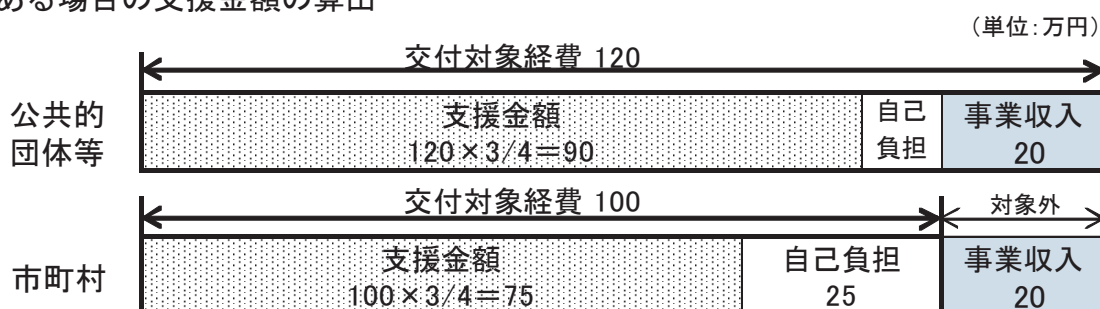 ある場合の支援金額の算出
（単位：万円）
交付対象経費 120
公共的
団体等
支援金額
120×3/4＝90
自己
負担
事業収入
20
交付対象経費 100
対象外
市町村
支援金額
100×3/4＝75
自己負担
25
事業収入
20